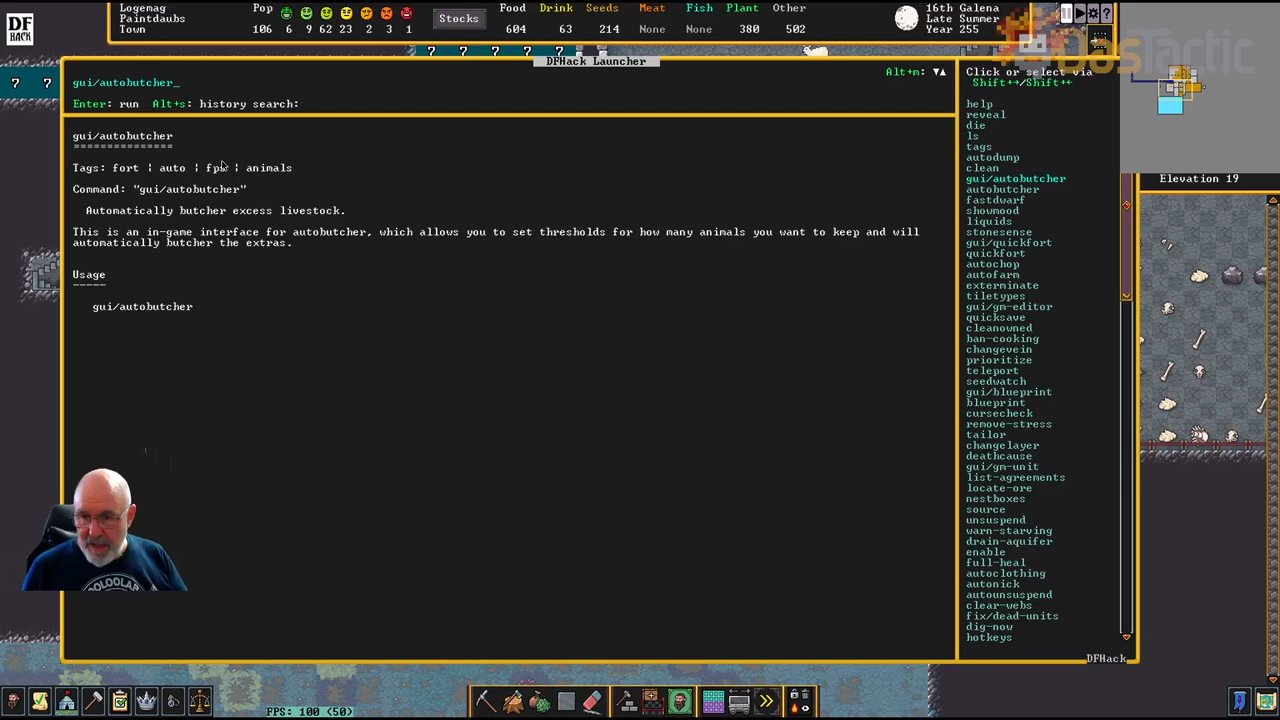 DF
HACK
Logemag
Paintdaubs
Town
Pop
106 6 9 62 23 2 3 1
Stocks
Food Drink Seeds Meat Fish Plant Other
604 63 214 None None 380 502
16th Galena
Late Summer
Year 255
DasTactic
7 7 7 7 7
7 7
DFHack Launcher
gui/autobutcher_
Alt+m:
Enter: run Alt+s: history search:
gui/autobutcher
===============
Tags: fort | auto | fps | animals
Command: "gui/autobutcher"
Automatically butcher excess livestock.
This is an in-game interface for autobutcher, which allows you to set thresholds for how many animals you want to keep and will
automatically butcher the extras.
Usage
-----
gui/autobutcher
Click or select via
Shift+→/Shift+←
help
reveal
die
ls
tags
autodump
clean
gui/autobutcher
autobutcher
fastdwarf
showmood
liquids
stonesense
gui/quickfort
quickfort
autochop
autofarm
exterminate
tiletypes
gui/gm-editor
quicksave
cleanowned
ban-cooking
changevein
prioritize
teleport
seedwatch
gui/blueprint
blueprint
cursecheck
remove-stress
tailor
changelayer
deathcause
gui/gm-unit
list-agreements
locate-ore
nestboxes
source
unsuspend
warn-starving
drain-aquifer
enable
full-heal
autoclothing
autonick
autounsuspend
clear-webs
fix/dead-units
dig-now
hotkeys
DFHack
Elevation 19
FPS: 100 (50)